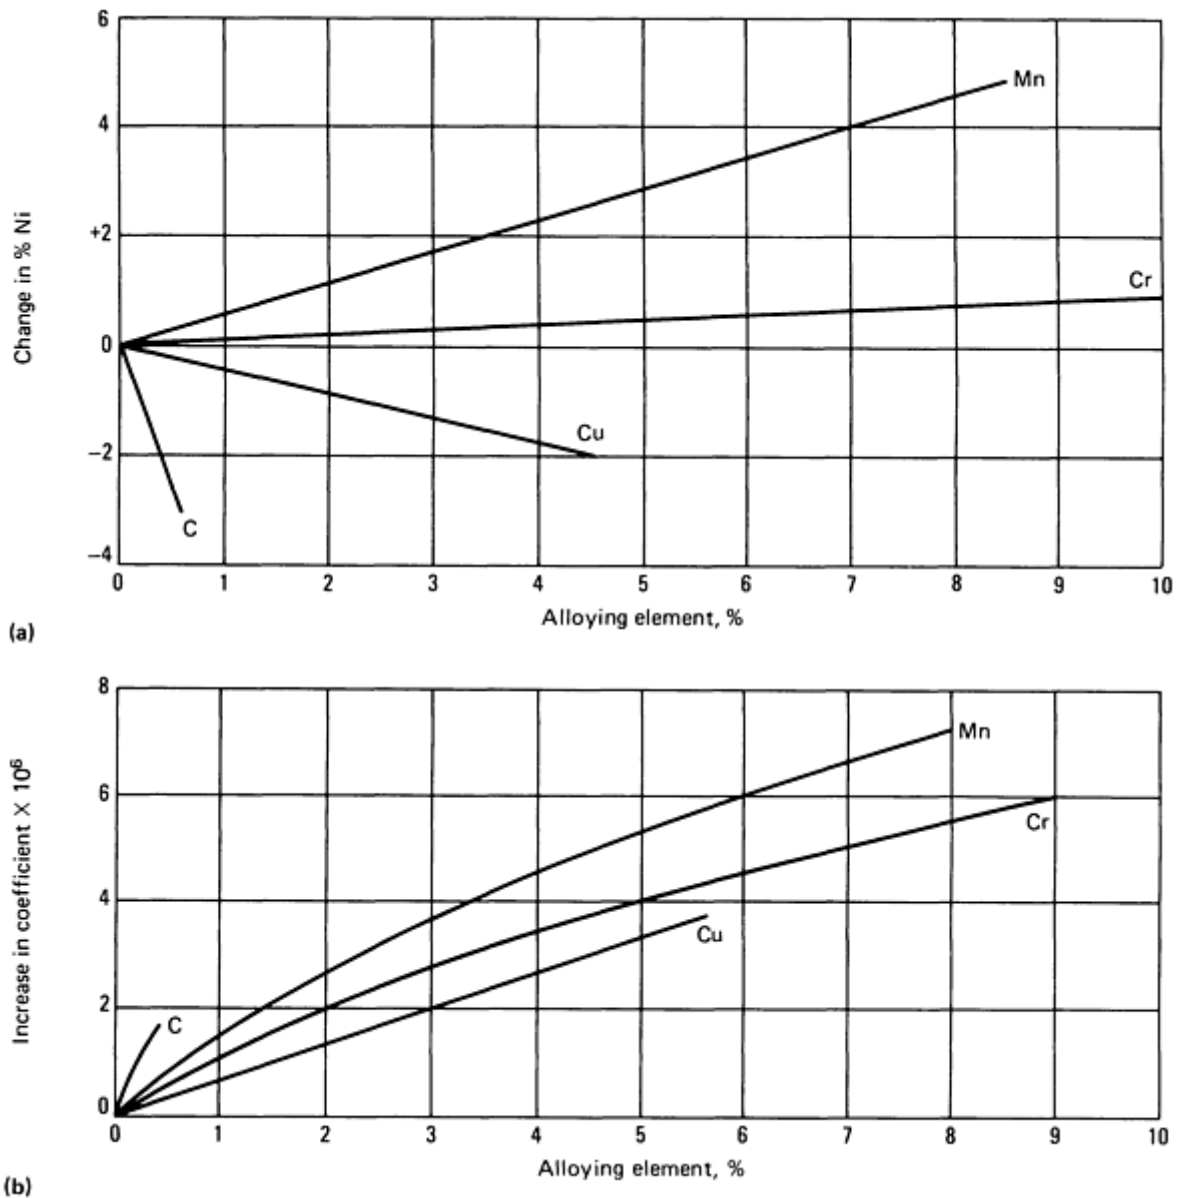 6
Mn
4
+2
Change in % Ni
Cr
0
Cu
−2
C
−4
0 1 2 3 4 5 6 7 8 9 10
Alloying element, %
(a)
8
Mn
6
Cr
Increase in coefficient × 10⁶
4
Cu
2
C
0
0 1 2 3 4 5 6 7 8 9 10
Alloying element, %
(b)